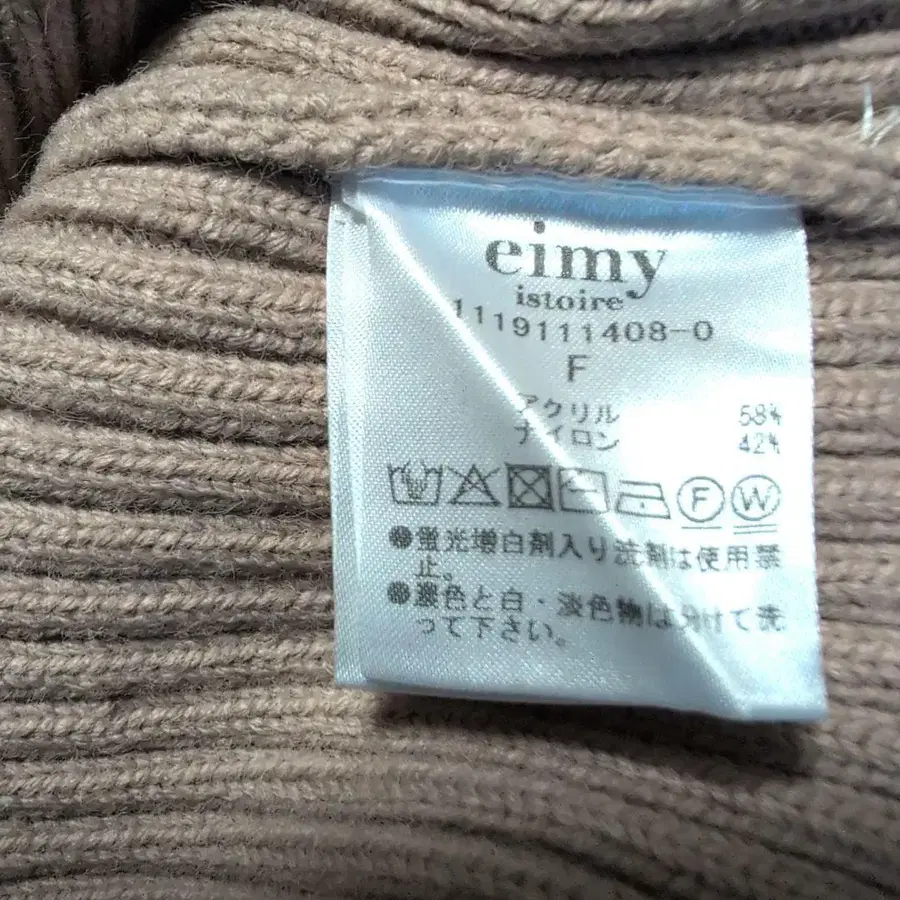 eimy
istoire
1119111408-0
F
アクリル 58%
ナイロン 42%
F W
●蛍光増白剤入り洗剤は使用禁
止。
●濃色と白・淡色物は分けて洗
って下さい。